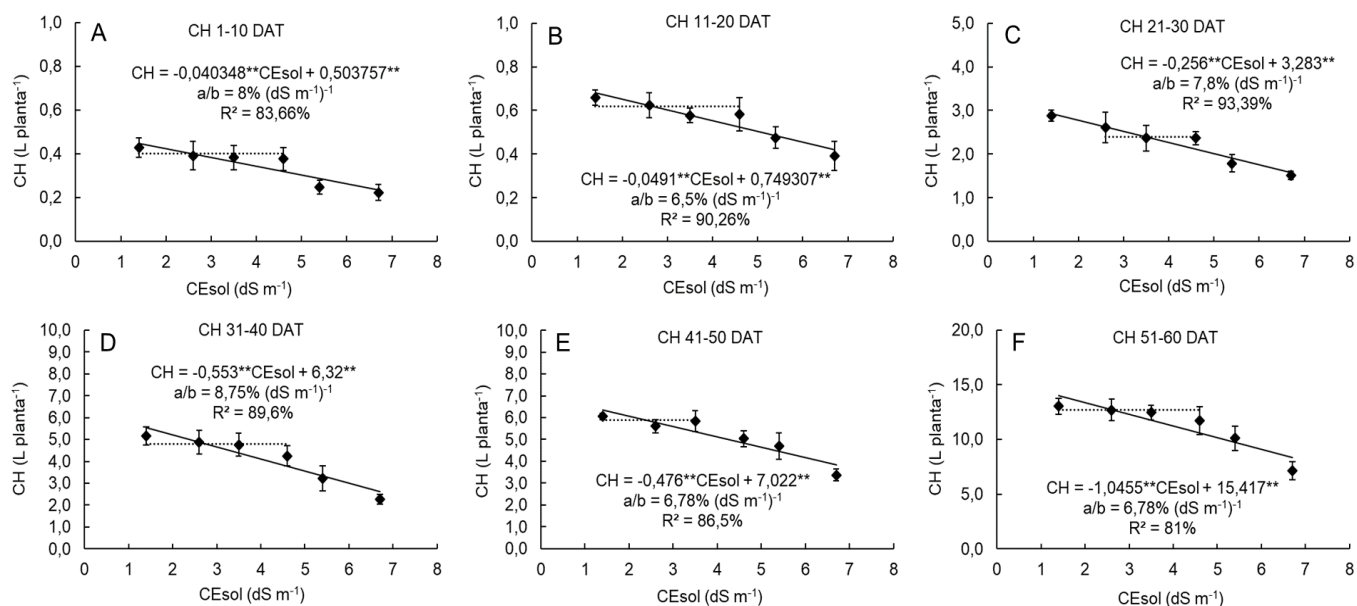 A
CH 1-10 DAT
CH = -0,040348**CEsol + 0,503757**
a/b = 8% (dS m⁻¹)⁻¹
R² = 83,66%
CH (L planta⁻¹)
1,0
0,8
0,6
0,4
0,2
0,0
0 1 2 3 4 5 6 7 8
CEsol (dS m⁻¹)
B
CH 11-20 DAT
CH = -0,0491**CEsol + 0,749307**
a/b = 6,5% (dS m⁻¹)⁻¹
R² = 90,26%
CH (L planta⁻¹)
1,0
0,8
0,6
0,4
0,2
0,0
0 1 2 3 4 5 6 7 8
CEsol (dS m⁻¹)
C
CH 21-30 DAT
CH = -0,256**CEsol + 3,283**
a/b = 7,8% (dS m⁻¹)⁻¹
R² = 93,39%
CH (L planta⁻¹)
5,0
4,0
3,0
2,0
1,0
0,0
0 1 2 3 4 5 6 7 8
CEsol (dS m⁻¹)
D
CH 31-40 DAT
CH = -0,553**CEsol + 6,32**
a/b = 8,75% (dS m⁻¹)⁻¹
R² = 89,6%
CH (L planta⁻¹)
10,0
9,0
8,0
7,0
6,0
5,0
4,0
3,0
2,0
1,0
0,0
0 1 2 3 4 5 6 7 8
CEsol (dS m⁻¹)
E
CH 41-50 DAT
CH = -0,476**CEsol + 7,022**
a/b = 6,78% (dS m⁻¹)⁻¹
R² = 86,5%
CH (L planta⁻¹)
10,0
9,0
8,0
7,0
6,0
5,0
4,0
3,0
2,0
1,0
0,0
0 1 2 3 4 5 6 7 8
CEsol (dS m⁻¹)
F
CH 51-60 DAT
CH = -1,0455**CEsol + 15,417**
a/b = 6,78% (dS m⁻¹)⁻¹
R² = 81%
CH (L planta⁻¹)
20,0
15,0
10,0
5,0
0,0
0 1 2 3 4 5 6 7 8
CEsol (dS m⁻¹)